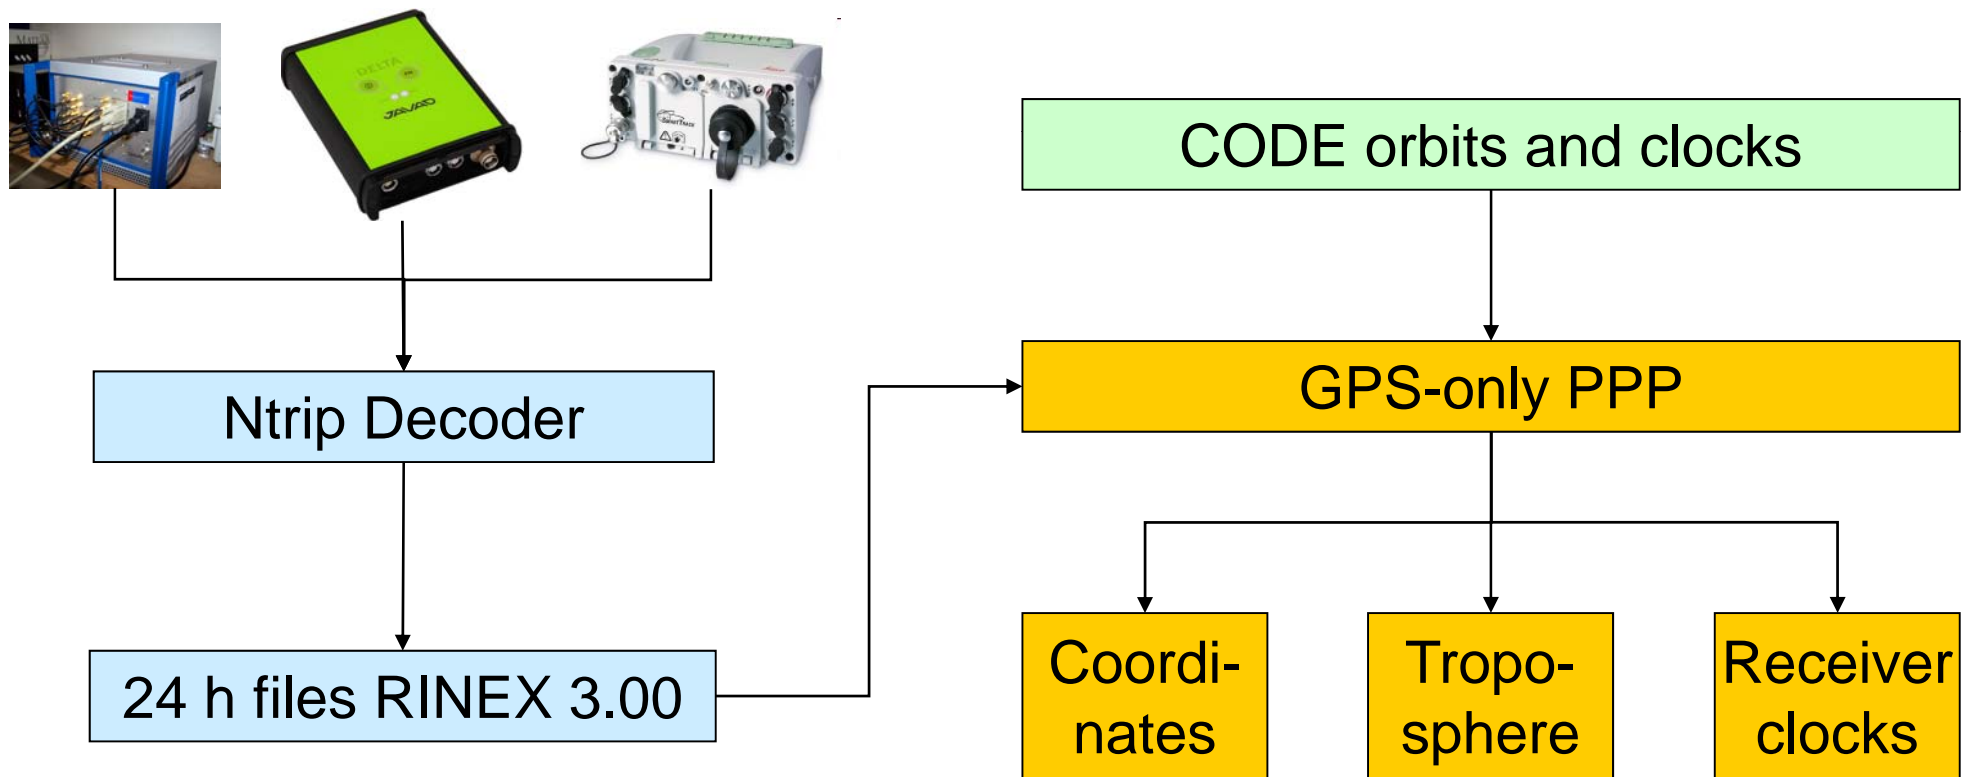 DELTA
JAVAD
CODE orbits and clocks
GPS-only PPP
Ntrip Decoder
24 h files RINEX 3.00
Coordi-
nates
Tropo-
sphere
Receiver
clocks